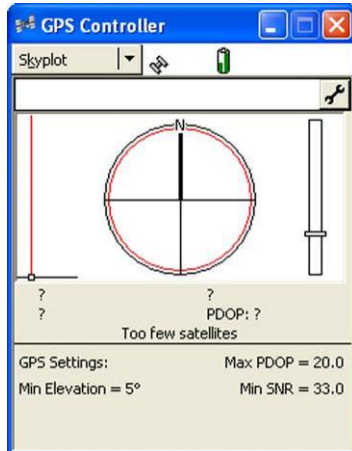 GPS Controller
Skyplot
N
? ?
? PDOP: ?
Too few satellites
GPS Settings: Max PDOP = 20.0
Min Elevation = 5° Min SNR = 33.0